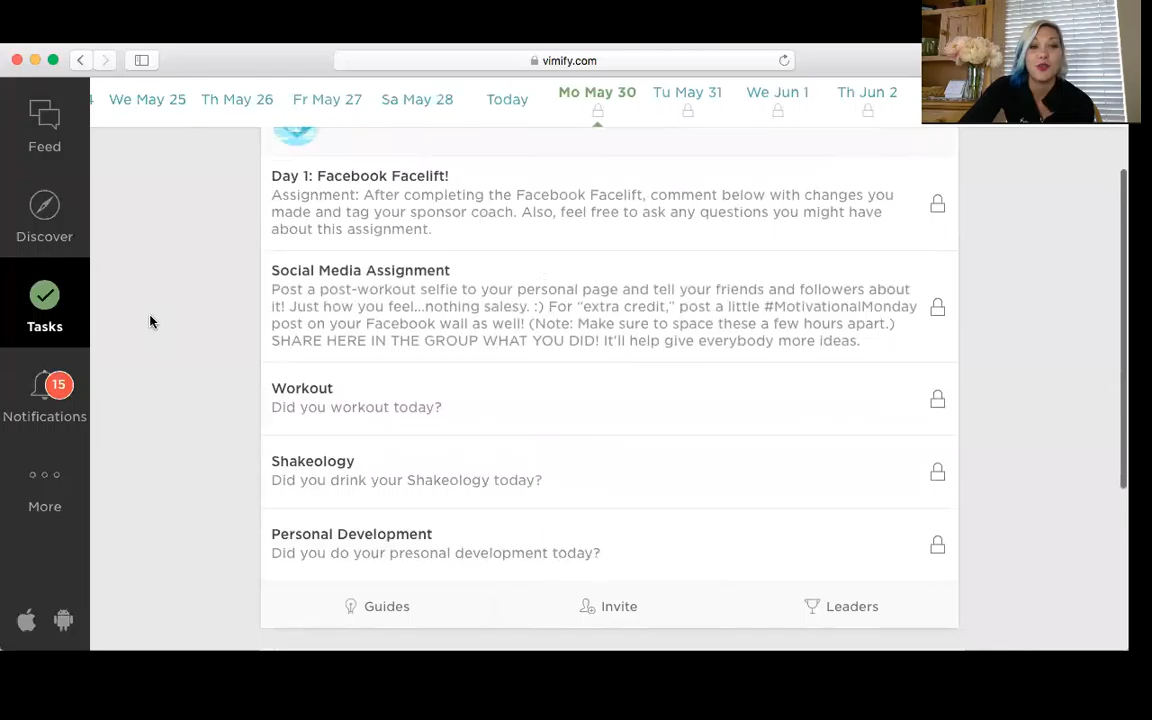 vimify.com
We May 25 Th May 26 Fr May 27 Sa May 28 Today Mo May 30 Tu May 31 We Jun 1 Th Jun 2
Feed
Discover
Tasks
15
Notifications
More
Day 1: Facebook Facelift!
Assignment: After completing the Facebook Facelift, comment below with changes you
made and tag your sponsor coach. Also, feel free to ask any questions you might have
about this assignment.
Social Media Assignment
Post a post-workout selfie to your personal page and tell your friends and followers about
it! Just how you feel...nothing salesy. :) For “extra credit,” post a little #MotivationalMonday
post on your Facebook wall as well! (Note: Make sure to space these a few hours apart.)
SHARE HERE IN THE GROUP WHAT YOU DID! It'll help give everybody more ideas.
Workout
Did you workout today?
Shakeology
Did you drink your Shakeology today?
Personal Development
Did you do your presonal development today?
Guides Invite Leaders